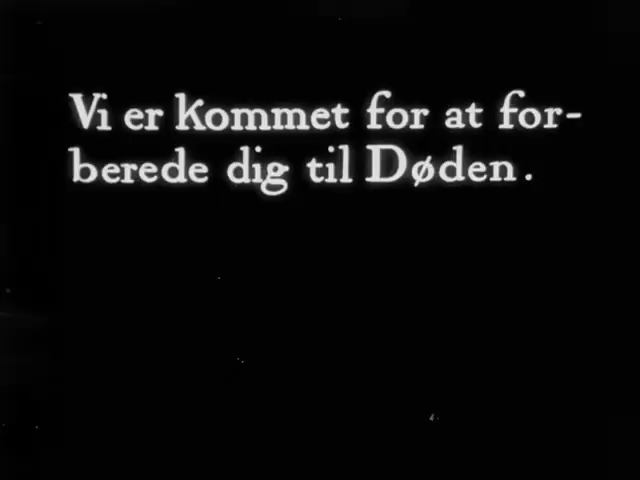 Vi er kommet for at for-
berede dig til Døden.